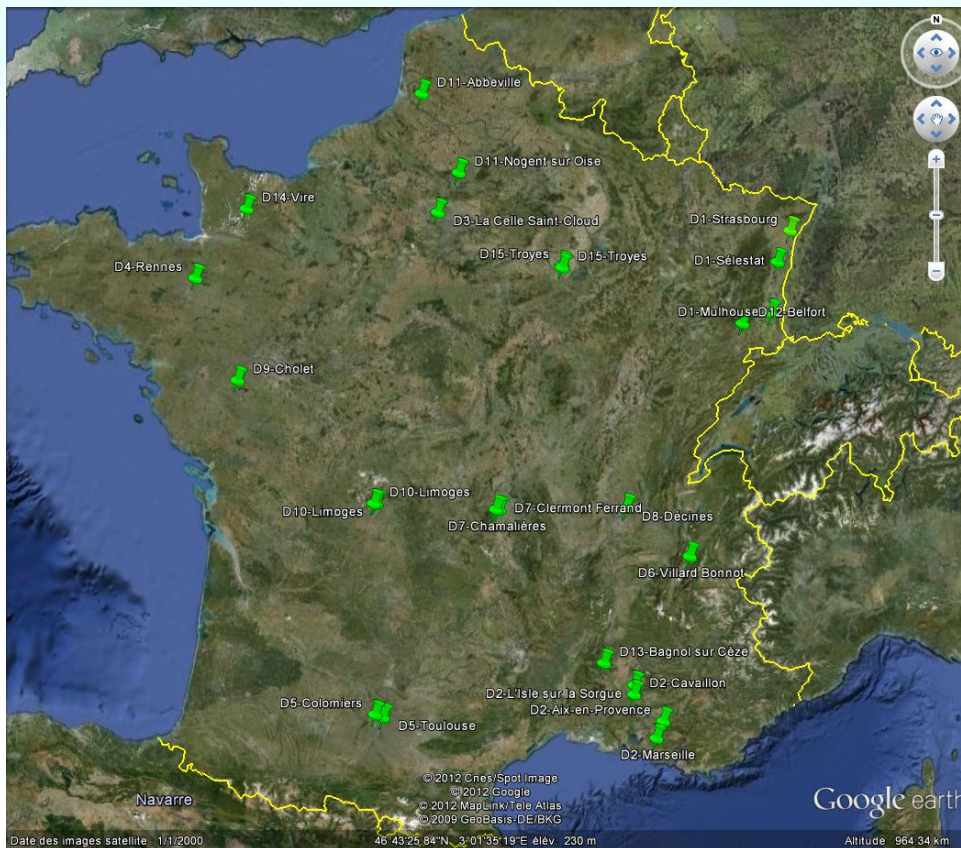 N
D11-Abbeville
D11-Nogent sur Oise
D14-Vire
D3-La Celle Saint-Cloud
D1-Strasbourg
D15-Troyes
D15-Troyes
D1-Sélestat
D4-Rennes
D1-Mulhouse
D12-Belfort
D9-Cholet
D10-Limoges
D10-Limoges
D7-Clermont Ferrand
D8-Décines
D7-Chamalières
D6-Villard Bonnot
D13-Bagnol sur Cèze
D2-Cavaillon
D2-L'Isle sur la Sorgue
D5-Colomiers
D2-Aix-en-Provence
D5-Toulouse
D2-Marseille
© 2012 Cnes/Spot Image
© 2012 Google
© 2012 MapLink/Tele Atlas
© 2009 GeoBasis-DE/BKG
Navarre
Google earth
Date des images satellite : 1/1/2000 46°43'25.84"N 3°01'35.19"E élév. 230 m Altitude 964.34 km